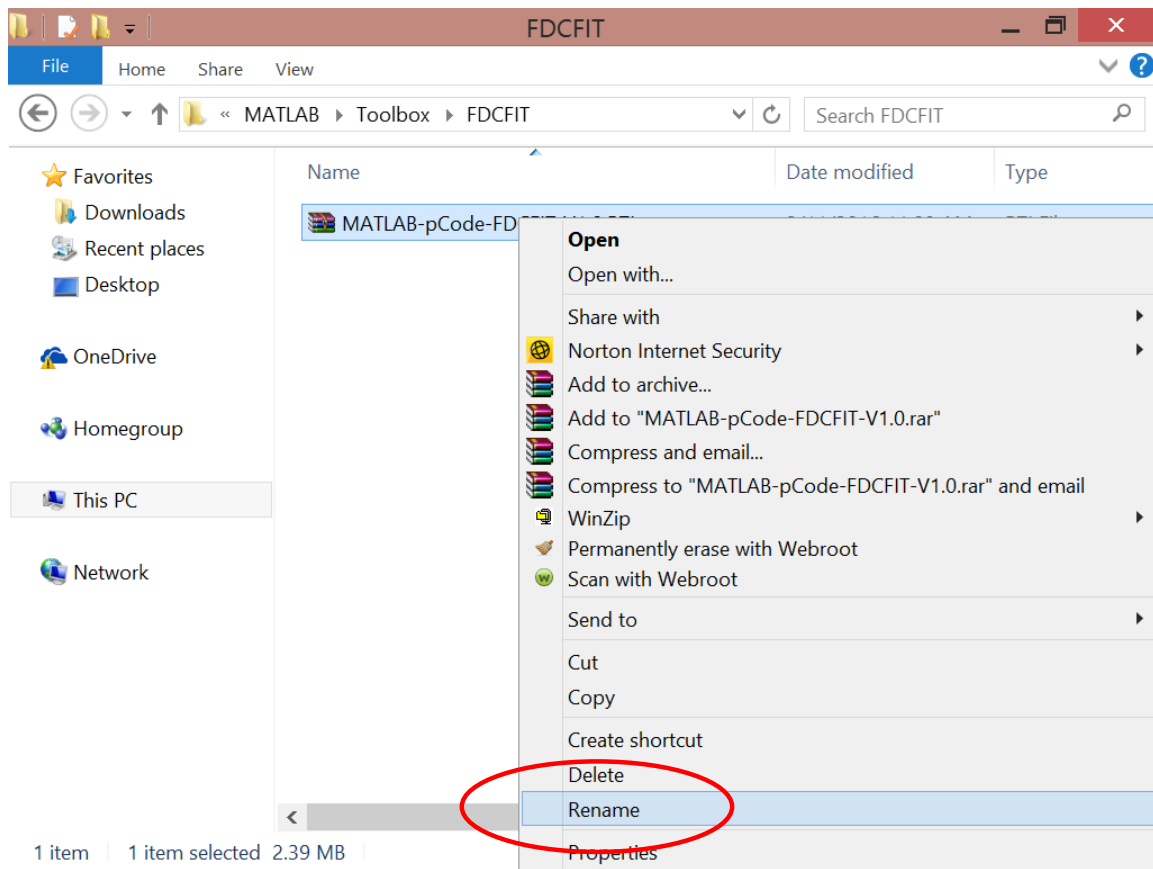 FDCFIT
File Home Share View
« MATLAB Toolbox FDCFIT
Search FDCFIT
Name Date modified Type
Favorites
Downloads
Recent places
Desktop
OneDrive
Homegroup
This PC
Network
MATLAB-pCode-FD
Open
Open with...
Share with
Norton Internet Security
Add to archive...
Add to "MATLAB-pCode-FDCFIT-V1.0.rar"
Compress and email...
Compress to "MATLAB-pCode-FDCFIT-V1.0.rar" and email
WinZip
Permanently erase with Webroot
Scan with Webroot
Send to
Cut
Copy
Create shortcut
Delete
Rename
Properties
1 item 1 item selected 2.39 MB